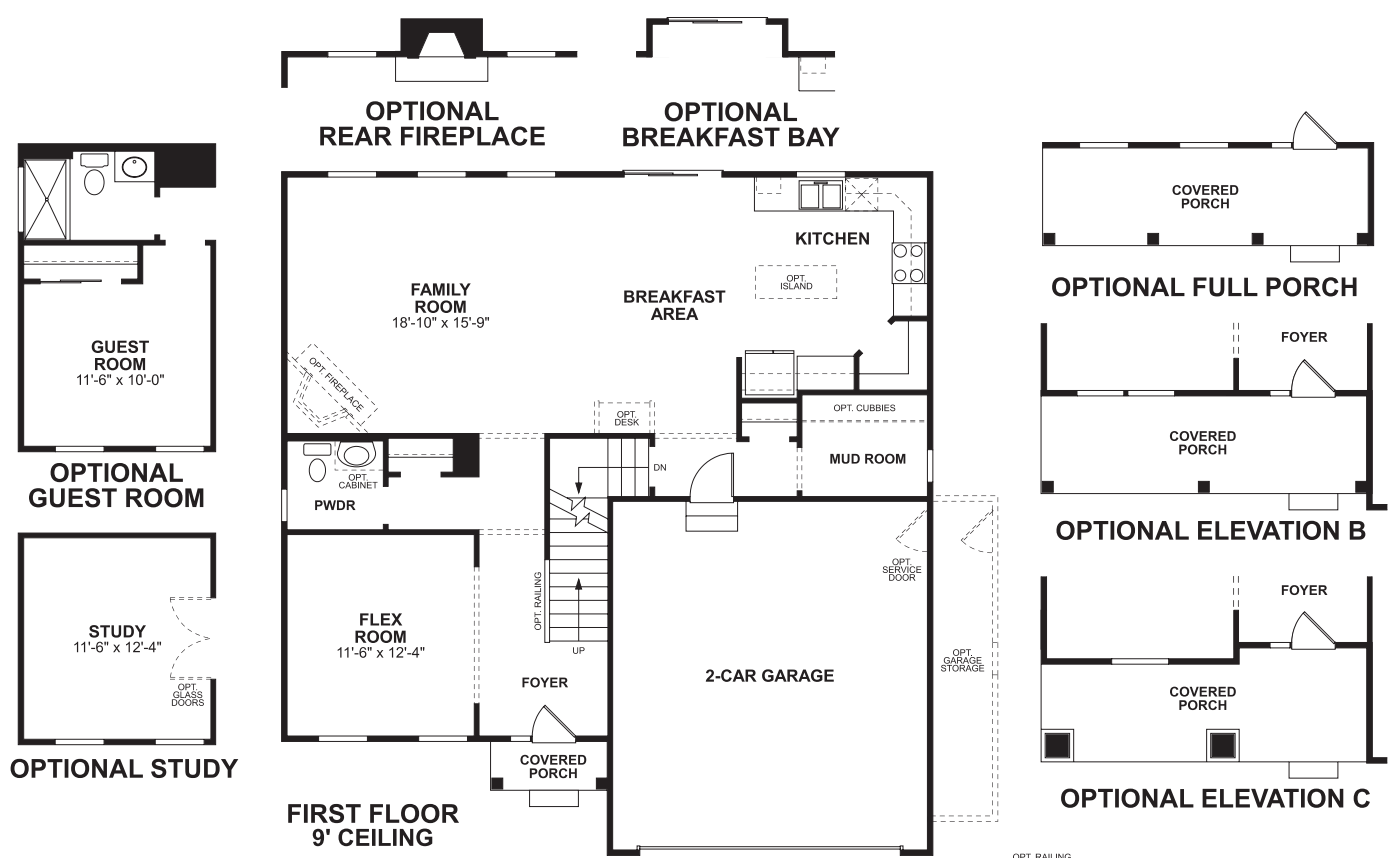 OPTIONAL
REAR FIREPLACE
OPTIONAL
BREAKFAST BAY
GUEST
ROOM
11'-6" x 10'-0"
OPTIONAL
GUEST ROOM
STUDY
11'-6" x 12'-4"
OPT.
GLASS
DOORS
OPTIONAL STUDY
FAMILY
ROOM
18'-10" x 15'-9"
OPT. FIREPLACE
BREAKFAST
AREA
KITCHEN
OPT.
ISLAND
OPT.
DESK
OPT. CUBBIES
MUD ROOM
DN
OPT.
CABINET
PWDR
FLEX
ROOM
11'-6" x 12'-4"
OPT. RAILING
UP
FOYER
COVERED
PORCH
2-CAR GARAGE
OPT.
SERVICE
DOOR
OPT.
GARAGE
STORAGE
FIRST FLOOR
9' CEILING
COVERED
PORCH
OPTIONAL FULL PORCH
FOYER
COVERED
PORCH
OPTIONAL ELEVATION B
FOYER
COVERED
PORCH
OPTIONAL ELEVATION C
OPT. RAILING